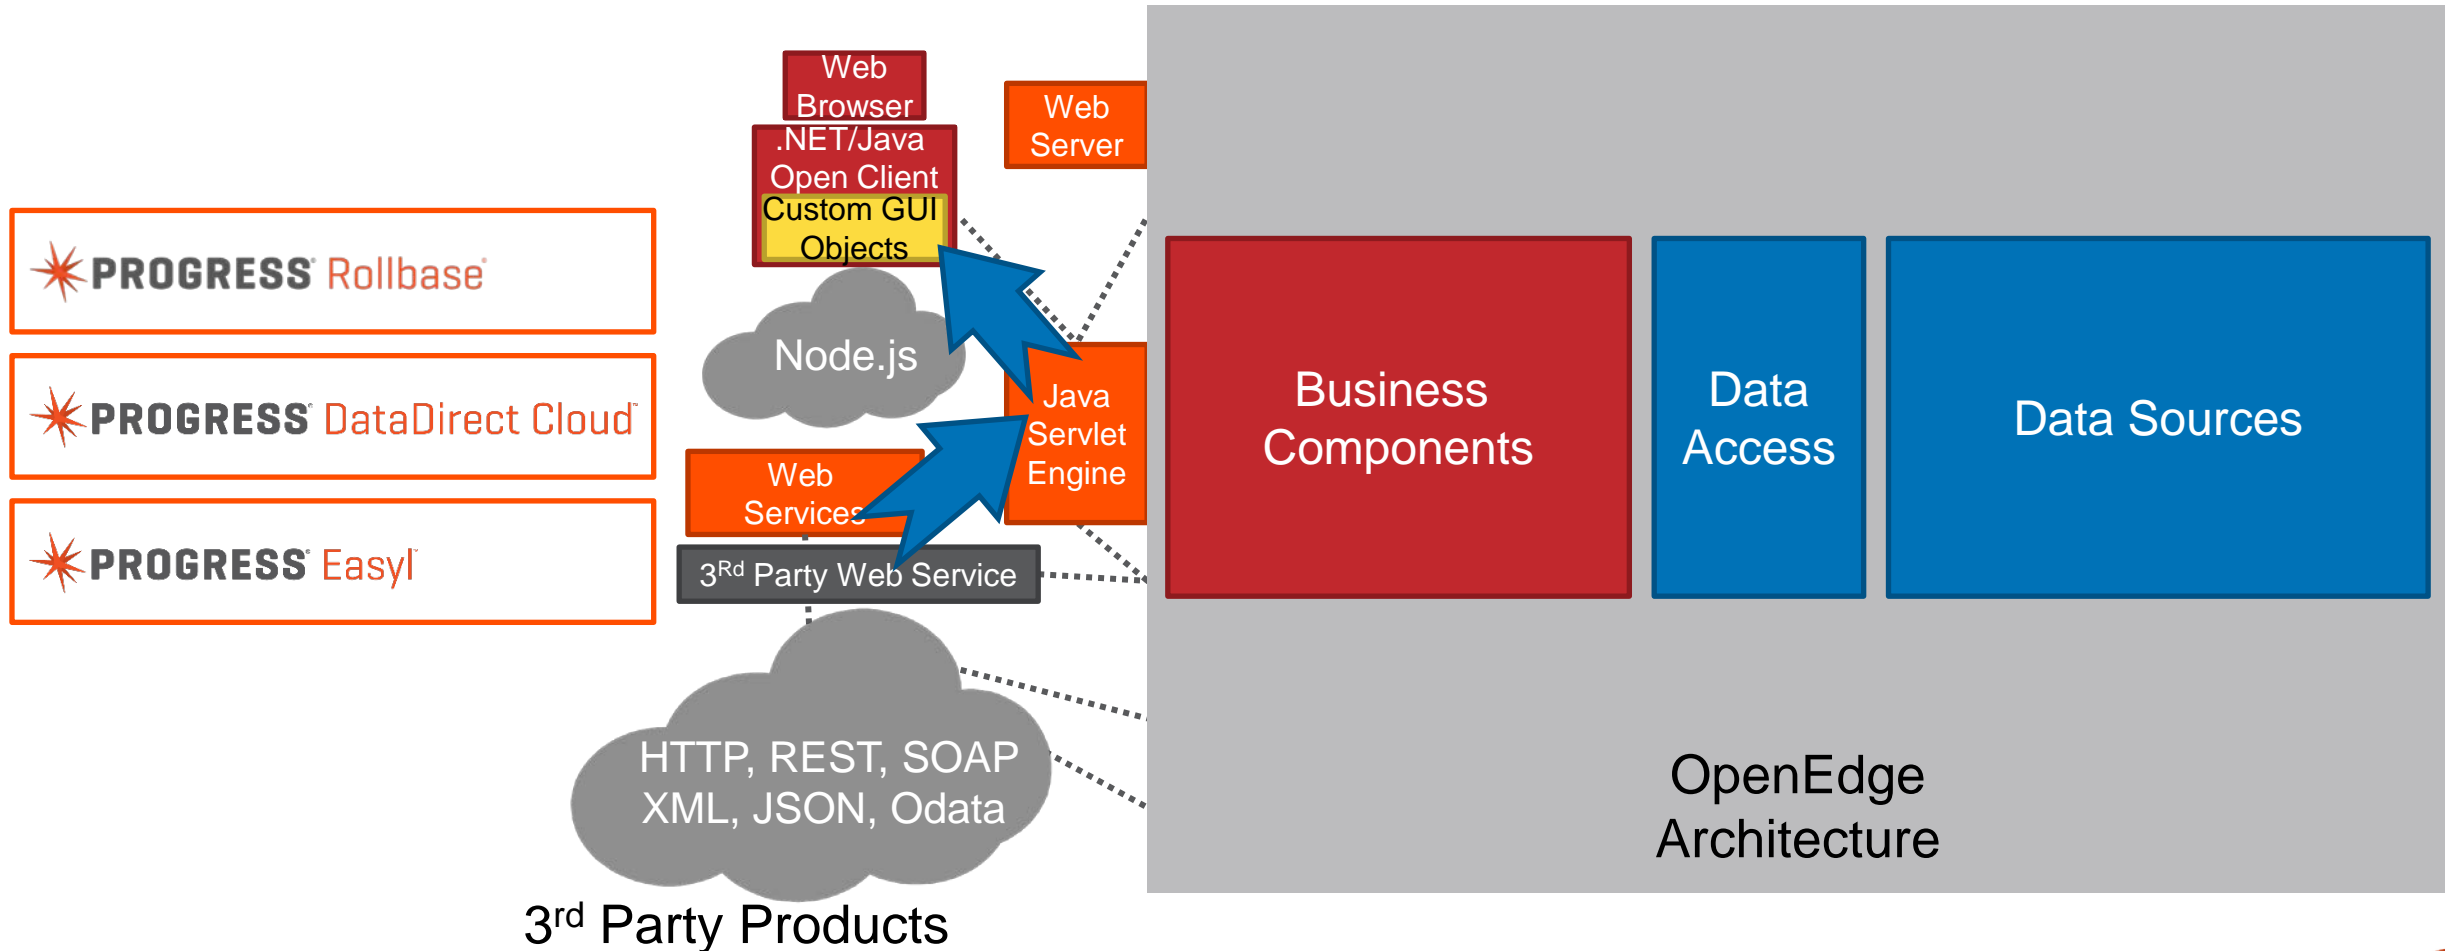 Web
Browser
.NET/Java
Open Client
Custom GUI
Objects
Web
Server
PROGRESS® Rollbase®
PROGRESS® DataDirect Cloud™
PROGRESS® Easyl™
Node.js
Java
Servlet
Engine
Web
Services
3Rd Party Web Service
HTTP, REST, SOAP
XML, JSON, Odata
3rd Party Products
Business
Components
Data
Access
Data Sources
OpenEdge
Architecture